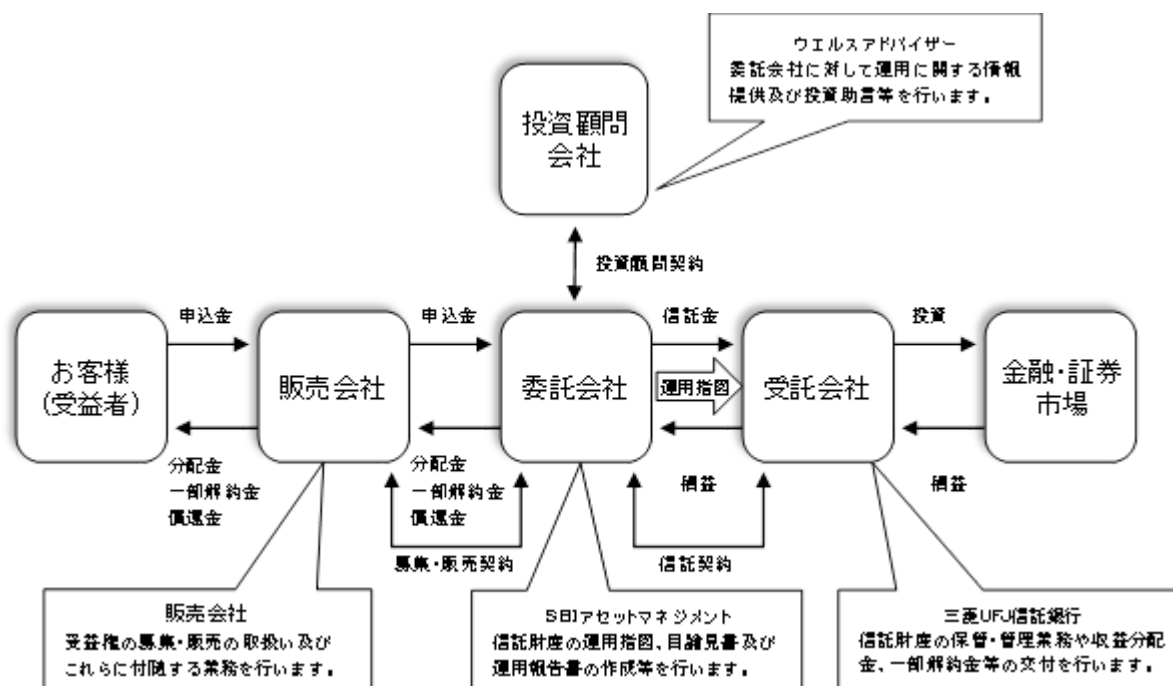 ウエルスアドバイザー
委託会社に対して運用に関する情報
提供及び投資助言等を行います。
投資顧問
会社
投資顧問契約
申込金
申込金
信託金
投資
お客様
(受益者)
販売会社
委託会社
運用指図
受託会社
金融・証券
市場
分配金
一部解約金
償還金
分配金
一部解約金
償還金
損益
損益
募集・販売契約
信託契約
販売会社
受益権の募集・販売の取扱い及び
これらに付随する業務を行います。
SBIアセットマネジメント
信託財産の運用指図、目論見書及び
運用報告書の作成等を行います。
三菱UFJ信託銀行
信託財産の保管・管理業務や収益分配
金、一部解約金等の交付を行います。